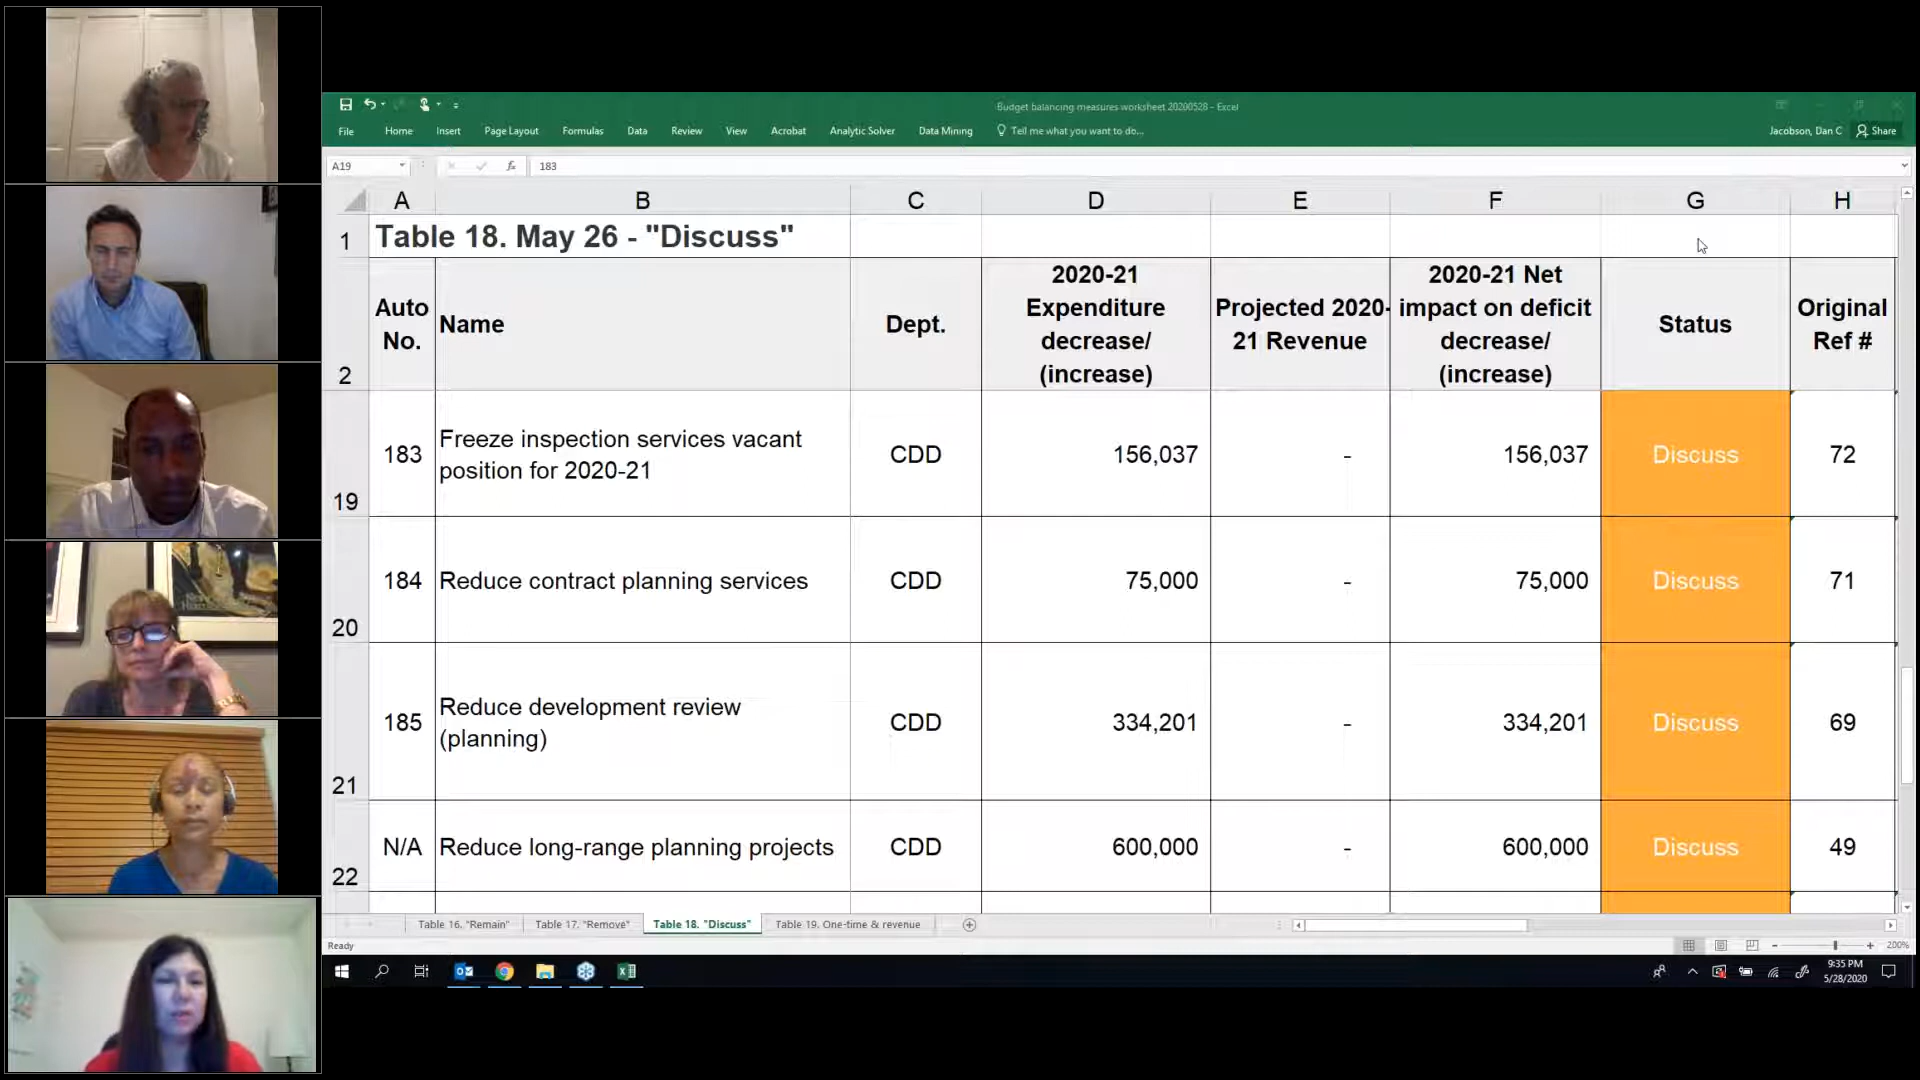 Budget balancing measures worksheet 20200528 - Excel
File Home Insert Page Layout Formulas Data Review View Acrobat Analytic Solver Data Mining Tell me what you want to do... Jacobson, Dan C Share
A19 fx 183
A B C D E F G H
1 Table 18. May 26 - "Discuss"
2020-21 2020-21 Net
Auto Expenditure Projected 2020- impact on deficit Original
Name Dept. Status
No. decrease/ 21 Revenue decrease/ Ref #
2 (increase) (increase)
Freeze inspection services vacant
183 CDD 156,037 - 156,037 Discuss 72
position for 2020-21
19
184 Reduce contract planning services CDD 75,000 - 75,000 Discuss 71
20
Reduce development review
185 CDD 334,201 - 334,201 Discuss 69
(planning)
21
N/A Reduce long-range planning projects CDD 600,000 - 600,000 Discuss 49
22
Table 16. "Remain" Table 17. "Remove" Table 18. "Discuss" Table 19. One-time & revenue
Ready 200%
9:35 PM
5/28/2020